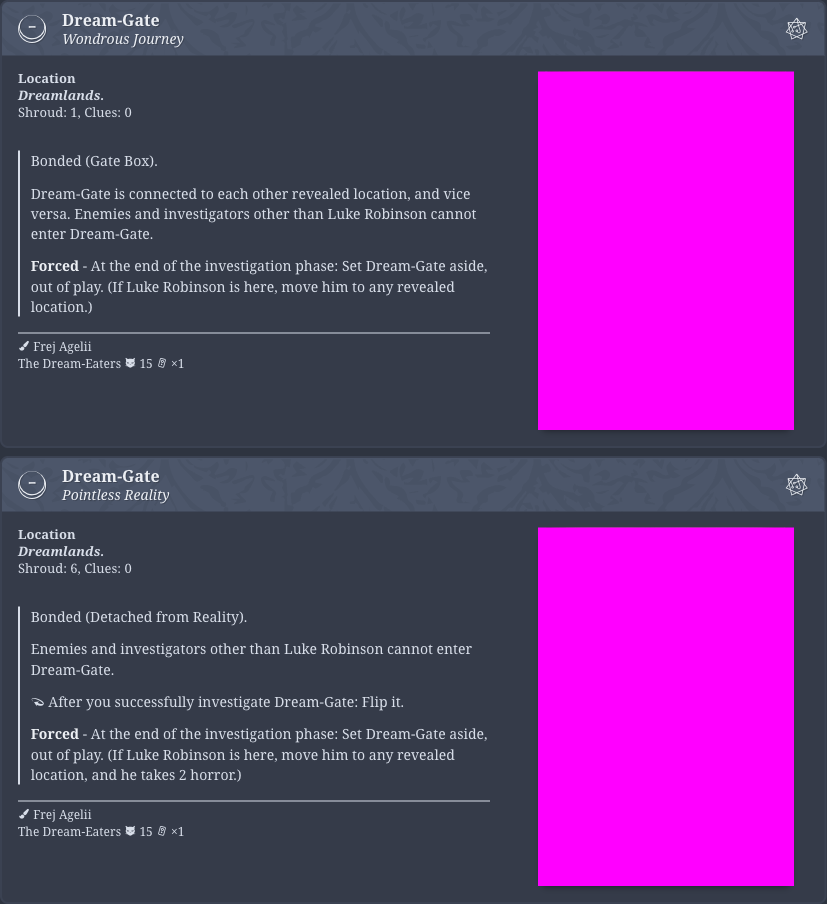 Dream-Gate
Wondrous Journey
Location
Dreamlands.
Shroud: 1, Clues: 0
Bonded (Gate Box).
Dream-Gate is connected to each other revealed location, and vice
versa. Enemies and investigators other than Luke Robinson cannot
enter Dream-Gate.
Forced - At the end of the investigation phase: Set Dream-Gate aside,
out of play. (If Luke Robinson is here, move him to any revealed
location.)
Frej Agelii
The Dream-Eaters 15 ×1
Dream-Gate
Pointless Reality
Location
Dreamlands.
Shroud: 6, Clues: 0
Bonded (Detached from Reality).
Enemies and investigators other than Luke Robinson cannot enter
Dream-Gate.
After you successfully investigate Dream-Gate: Flip it.
Forced - At the end of the investigation phase: Set Dream-Gate aside,
out of play. (If Luke Robinson is here, move him to any revealed
location, and he takes 2 horror.)
Frej Agelii
The Dream-Eaters 15 ×1